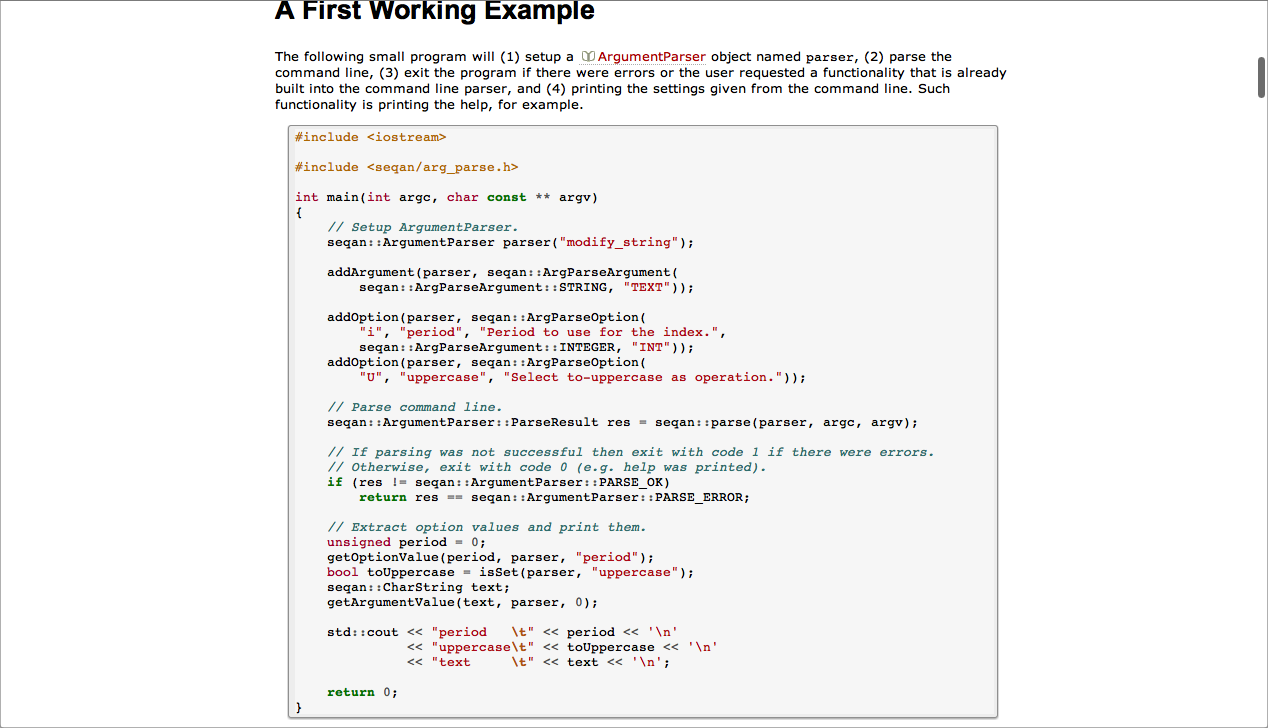 A First Working Example
The following small program will (1) setup a ArgumentParser object named parser, (2) parse the
command line, (3) exit the program if there were errors or the user requested a functionality that is already
built into the command line parser, and (4) printing the settings given from the command line. Such
functionality is printing the help, for example.
#include <iostream>
#include <seqan/arg_parse.h>
int main(int argc, char const ** argv)
{
    // Setup ArgumentParser.
    seqan::ArgumentParser parser("modify_string");
    addArgument(parser, seqan::ArgParseArgument(
        seqan::ArgParseArgument::STRING, "TEXT"));
    addOption(parser, seqan::ArgParseOption(
        "i", "period", "Period to use for the index.",
        seqan::ArgParseArgument::INTEGER, "INT"));
    addOption(parser, seqan::ArgParseOption(
        "U", "uppercase", "Select to-uppercase as operation."));
    // Parse command line.
    seqan::ArgumentParser::ParseResult res = seqan::parse(parser, argc, argv);
    // If parsing was not successful then exit with code 1 if there were errors.
    // Otherwise, exit with code 0 (e.g. help was printed).
    if (res != seqan::ArgumentParser::PARSE_OK)
        return res == seqan::ArgumentParser::PARSE_ERROR;
    // Extract option values and print them.
    unsigned period = 0;
    getOptionValue(period, parser, "period");
    bool toUppercase = isSet(parser, "uppercase");
    seqan::CharString text;
    getArgumentValue(text, parser, 0);
    std::cout << "period   \t" << period << '\n'
              << "uppercase\t" << toUppercase << '\n'
              << "text     \t" << text << '\n';
    return 0;
}